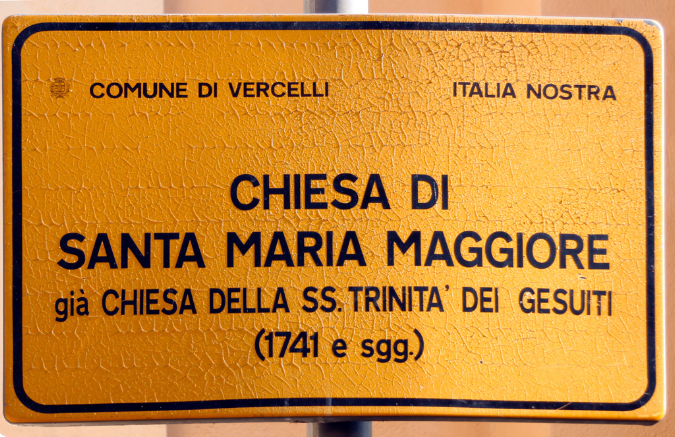 COMUNE DI VERCELLI ITALIA NOSTRA
CHIESA DI
SANTA MARIA MAGGIORE
già CHIESA DELLA SS. TRINITA' DEI GESUITI
(1741 e sgg.)